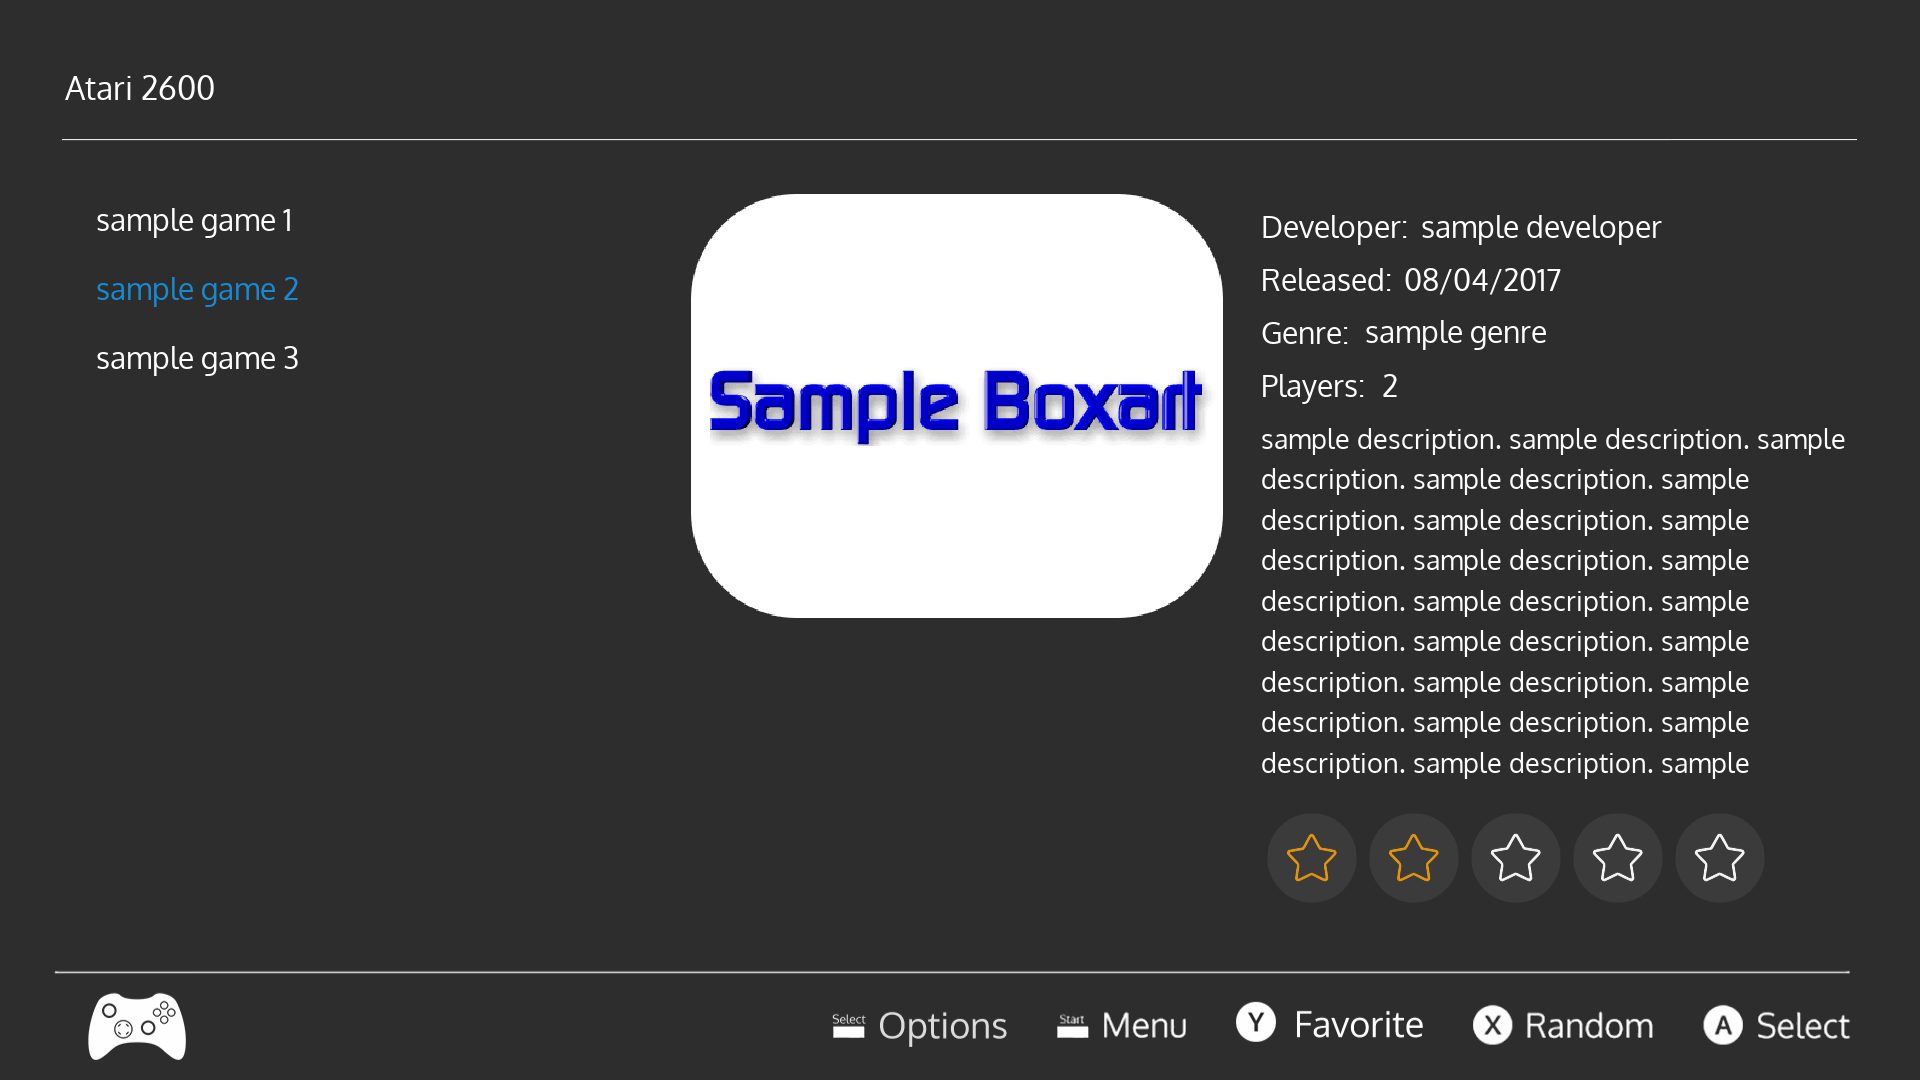 Atari 2600
sample game 1
sample game 2
sample game 3
Sample Boxart
Developer: sample developer
Released: 08/04/2017
Genre: sample genre
Players: 2
sample description. sample description. sample
description. sample description. sample
description. sample description. sample
description. sample description. sample
description. sample description. sample
description. sample description. sample
description. sample description. sample
description. sample description. sample
description. sample description. sample
Select Options Start Menu Y Favorite X Random A Select